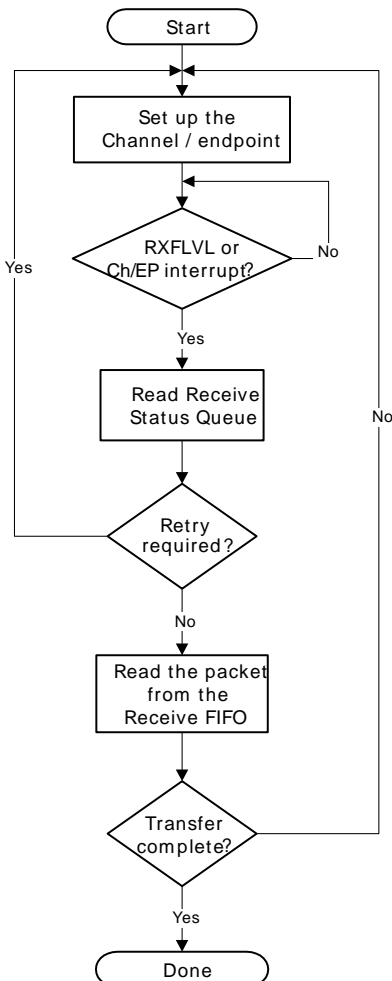 Start
Set up the
Channel / endpoint
RXFLVL or
Ch/EP interrupt?
No
Yes
Yes
Read Receive
Status Queue
No
Retry
required?
No
Read the packet
from the
Receive FIFO
Transfer
complete?
Yes
Done